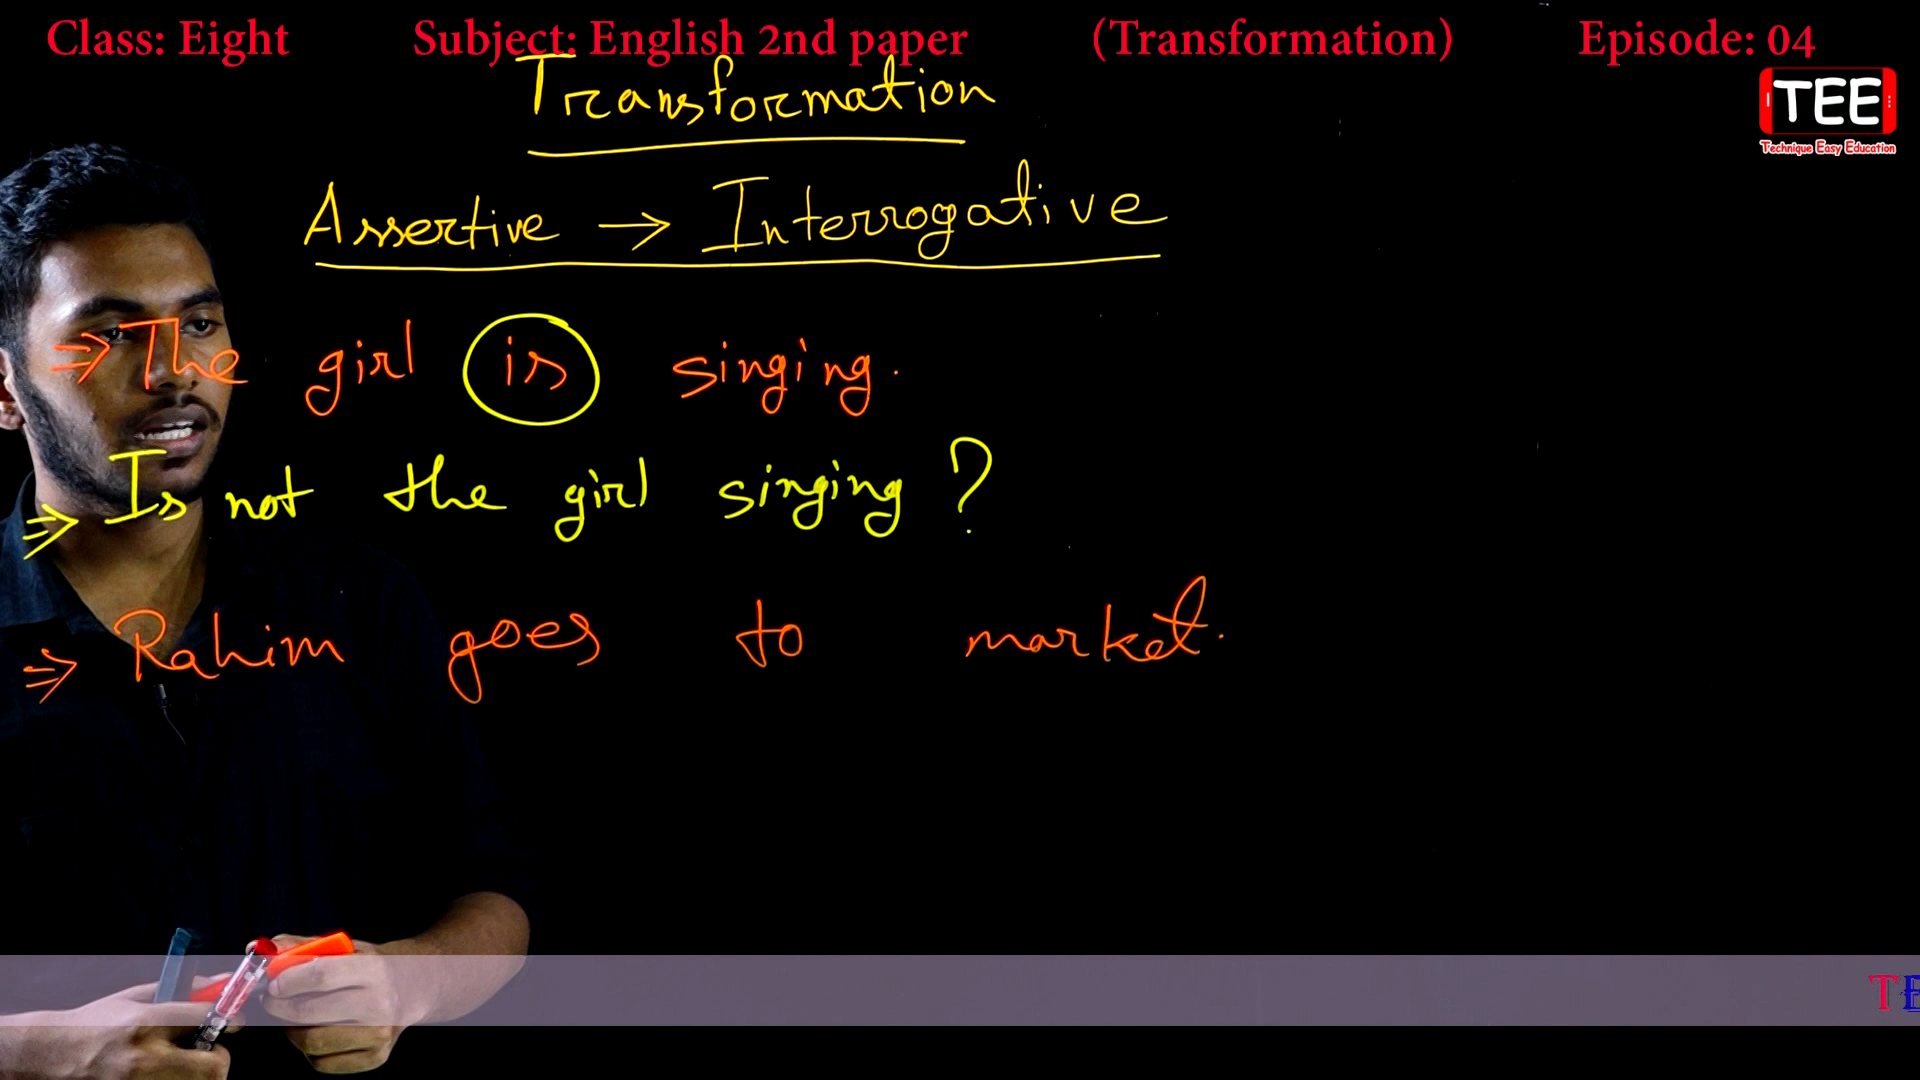 Class: Eight Subject: English 2nd paper (Transformation) Episode: 04
TEE
Technique Easy Education
Transformation
Assertive → Interrogative
⇒ The girl is singing.
⇒ Is not the girl singing?
⇒ Rahim goes to market.
TE